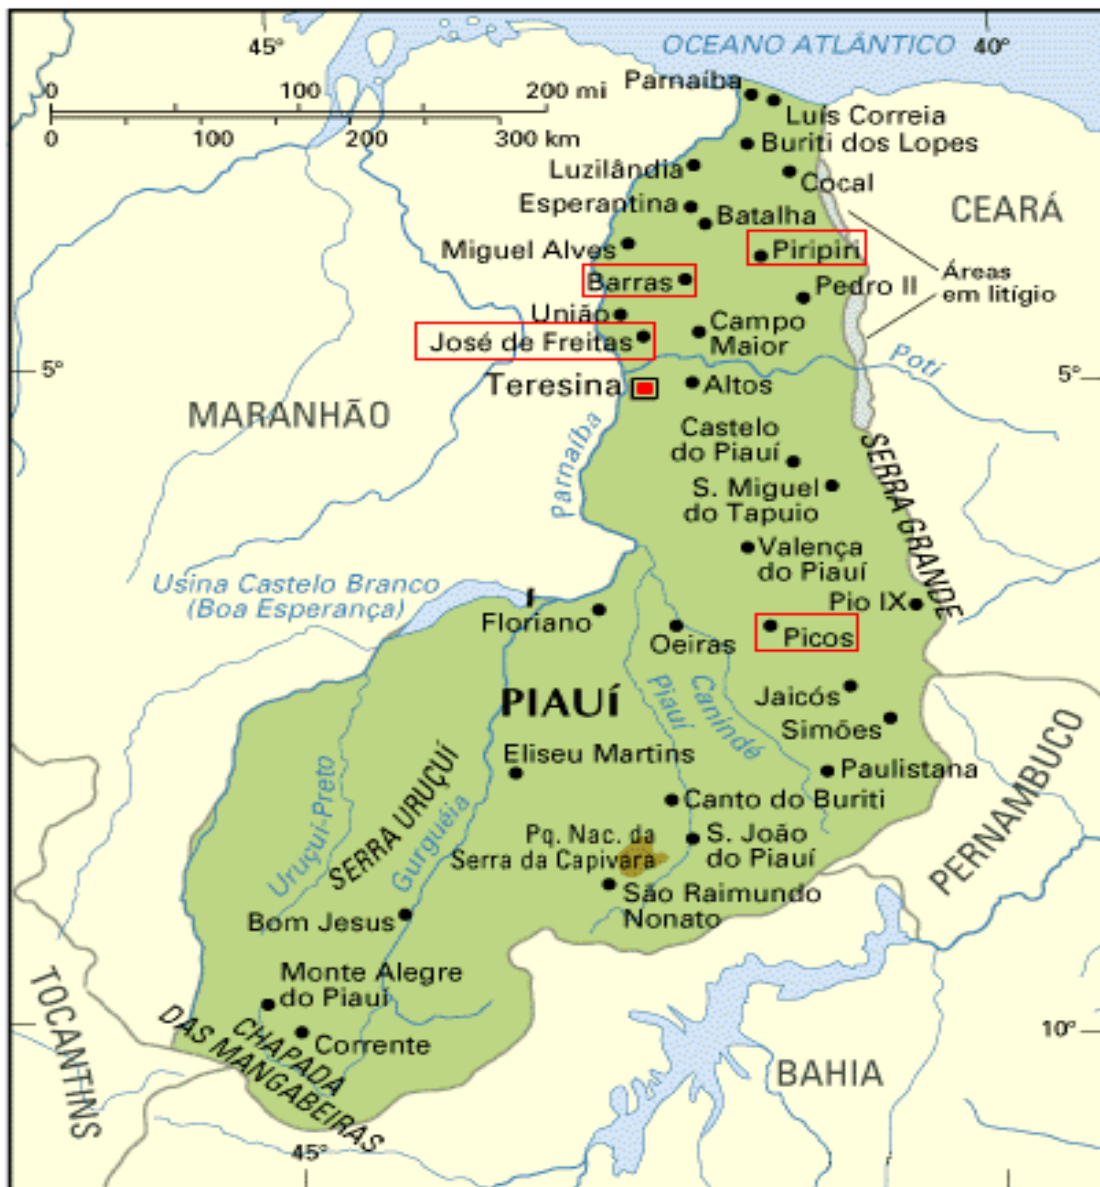 45°
OCEANO ATLÂNTICO
40°
0 100 200 mi
0 100 200 300 km
Parnaíba
Luís Correia
Buriti dos Lopes
Luzilândia
Cocal
Esperantina
Batalha
CEARÁ
Miguel Alves
Piripiri
Áreas
em litígio
Barras
Pedro II
União
Campo
Maior
José de Freitas
Potí
5°
5°
Teresina
Altos
MARANHÃO
Parnaíba
Castelo
do Piauí
SERRA GRANDE
S. Miguel
do Tapuio
Valença
do Piauí
Usina Castelo Branco
(Boa Esperança)
Pio IX
Floriano
Oeiras
Picos
PIAUÍ
Piauí
Canindé
Jaicós
Simões
PERNAMBUCO
Eliseu Martins
Paulistana
Uruçuí-Preto
SERRA URUÇUÍ
Gurguéia
Canto do Buriti
Pq. Nac. da
Serra da Capivara
S. João
do Piauí
São Raimundo
Nonato
Bom Jesus
Monte Alegre
do Piauí
TOCANTINS
CHAPADA
DAS MANGABEIRAS
Corrente
10°
BAHIA
45°